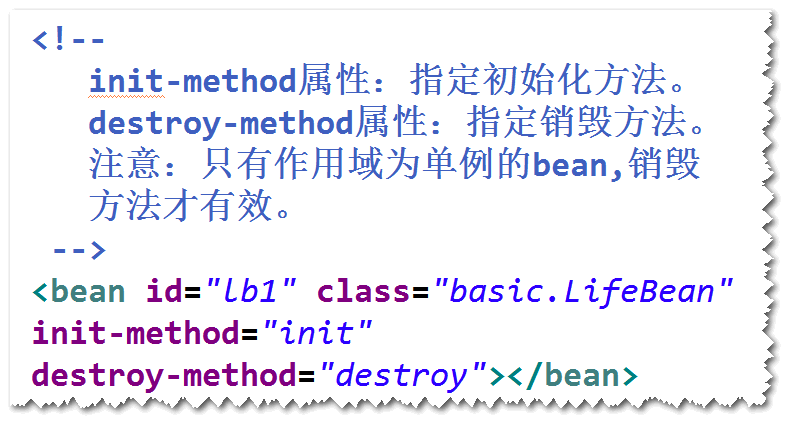 <!--
init-method属性：指定初始化方法。
destroy-method属性：指定销毁方法。
注意：只有作用域为单例的bean,销毁
方法才有效。
-->
<bean id="lb1" class="basic.LifeBean"
init-method="init"
destroy-method="destroy"></bean>